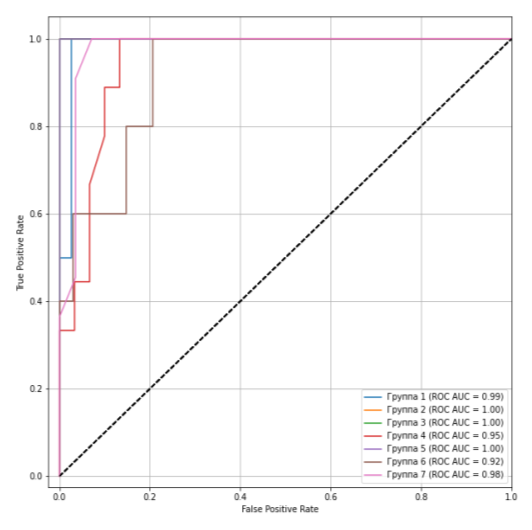 1.0
0.8
0.6
0.4
0.2
0.0
True Positive Rate
0.0 0.2 0.4 0.6 0.8 1.0
False Positive Rate
Группа 1 (ROC AUC = 0.99)
Группа 2 (ROC AUC = 1.00)
Группа 3 (ROC AUC = 1.00)
Группа 4 (ROC AUC = 0.95)
Группа 5 (ROC AUC = 1.00)
Группа 6 (ROC AUC = 0.92)
Группа 7 (ROC AUC = 0.98)